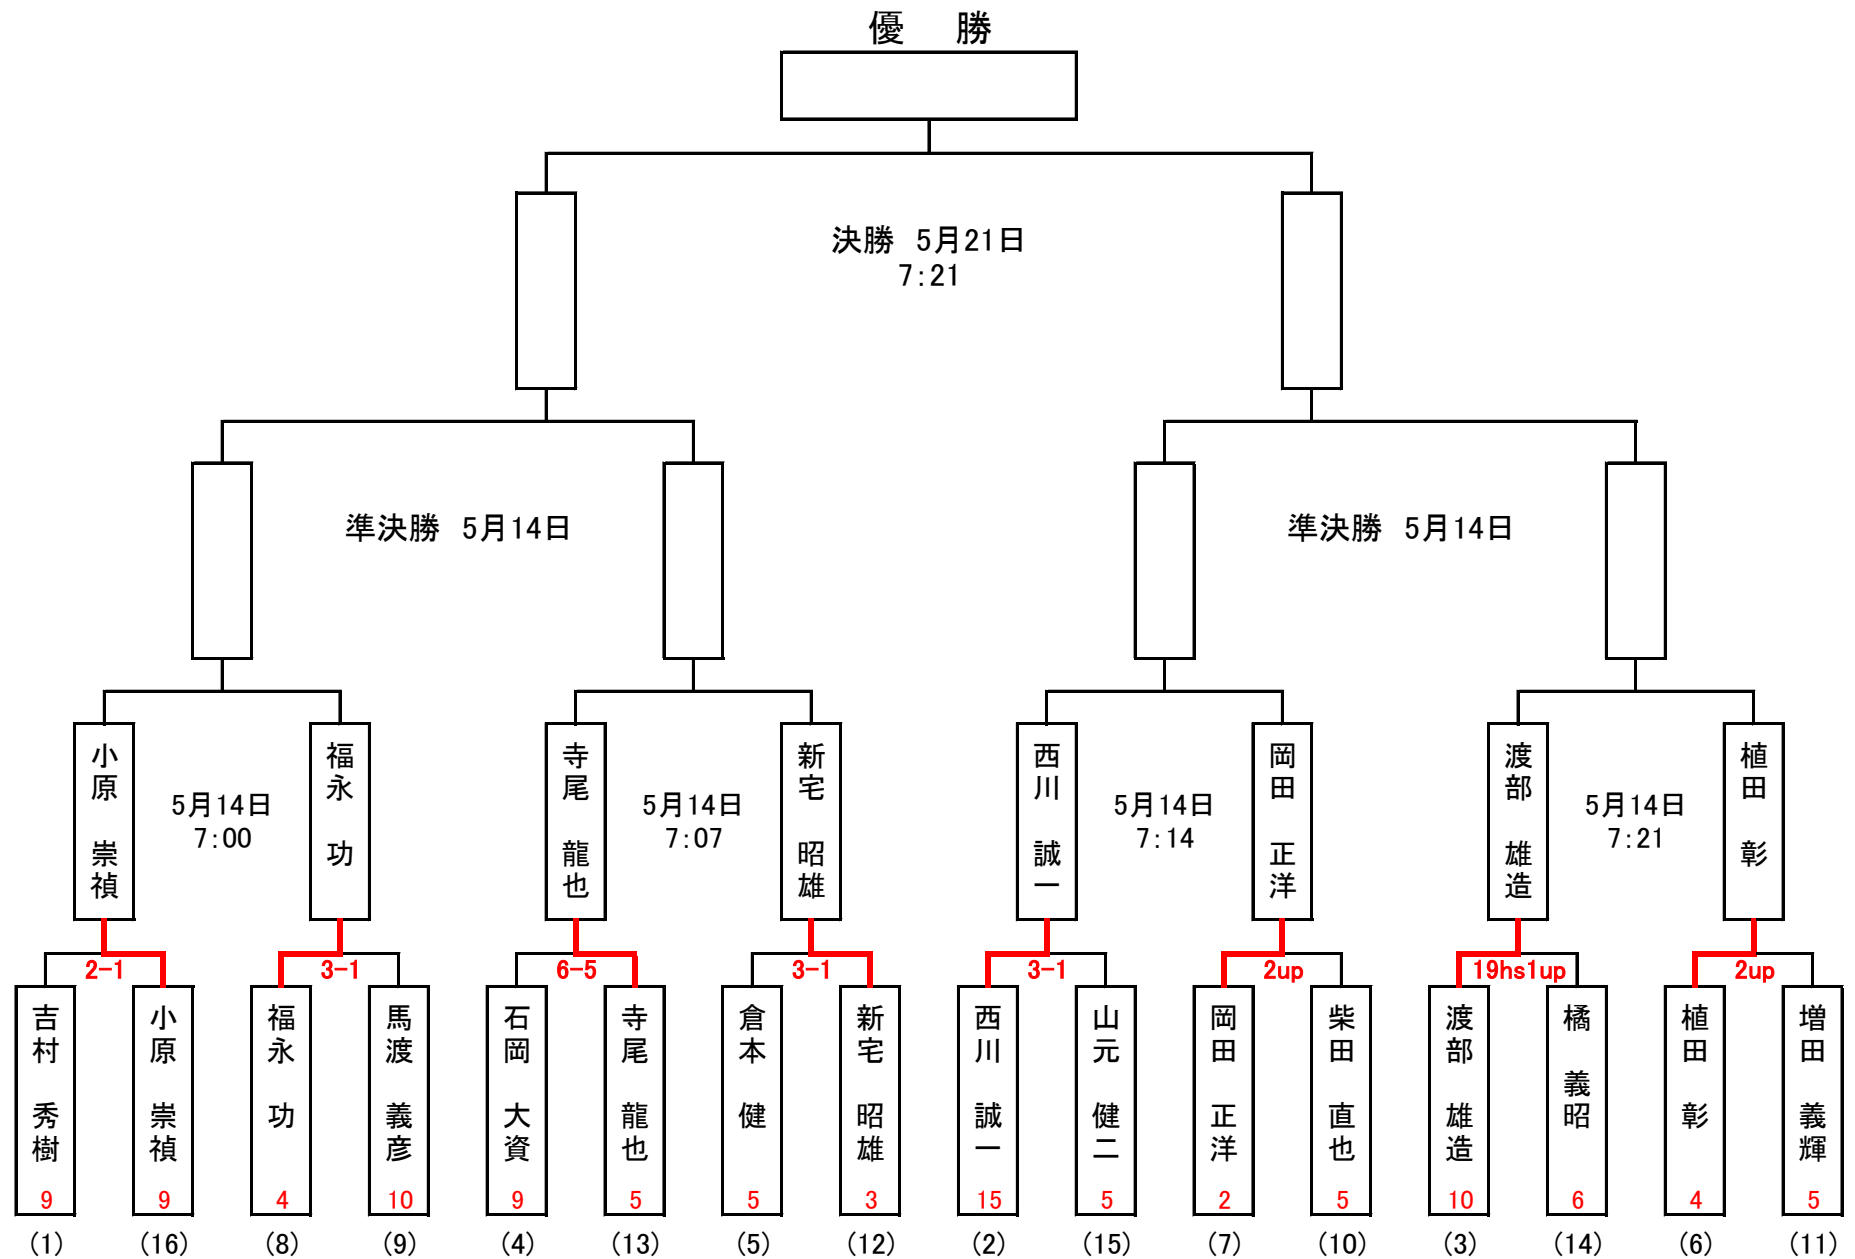 優　勝
決勝 5月21日
7:21
準決勝 5月14日
準決勝 5月14日
小原　崇禎
福永　功
寺尾　龍也
新宅　昭雄
西川　誠一
岡田　正洋
渡部　雄造
植田　彰
5月14日
7:00
5月14日
7:07
5月14日
7:14
5月14日
7:21
2-1
3-1
6-5
3-1
3-1
2up
19hs1up
2up
吉村　秀樹
小原　崇禎
福永　功
馬渡　義彦
石岡　大資
寺尾　龍也
倉本　健
新宅　昭雄
西川　誠一
山元　健二
岡田　正洋
柴田　直也
渡部　雄造
橘　義昭
植田　彰
増田　義輝
9 9 4 10 9 5 5 3 15 5 2 5 10 6 4 5
(1) (16) (8) (9) (4) (13) (5) (12) (2) (15) (7) (10) (3) (14) (6) (11)